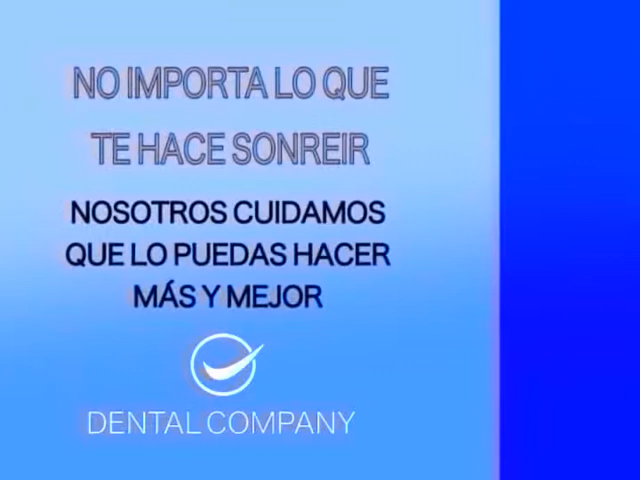 NO IMPORTA LO QUE
TE HACE SONREIR
NOSOTROS CUIDAMOS
QUE LO PUEDAS HACER
MÁS Y MEJOR
DENTAL COMPANY